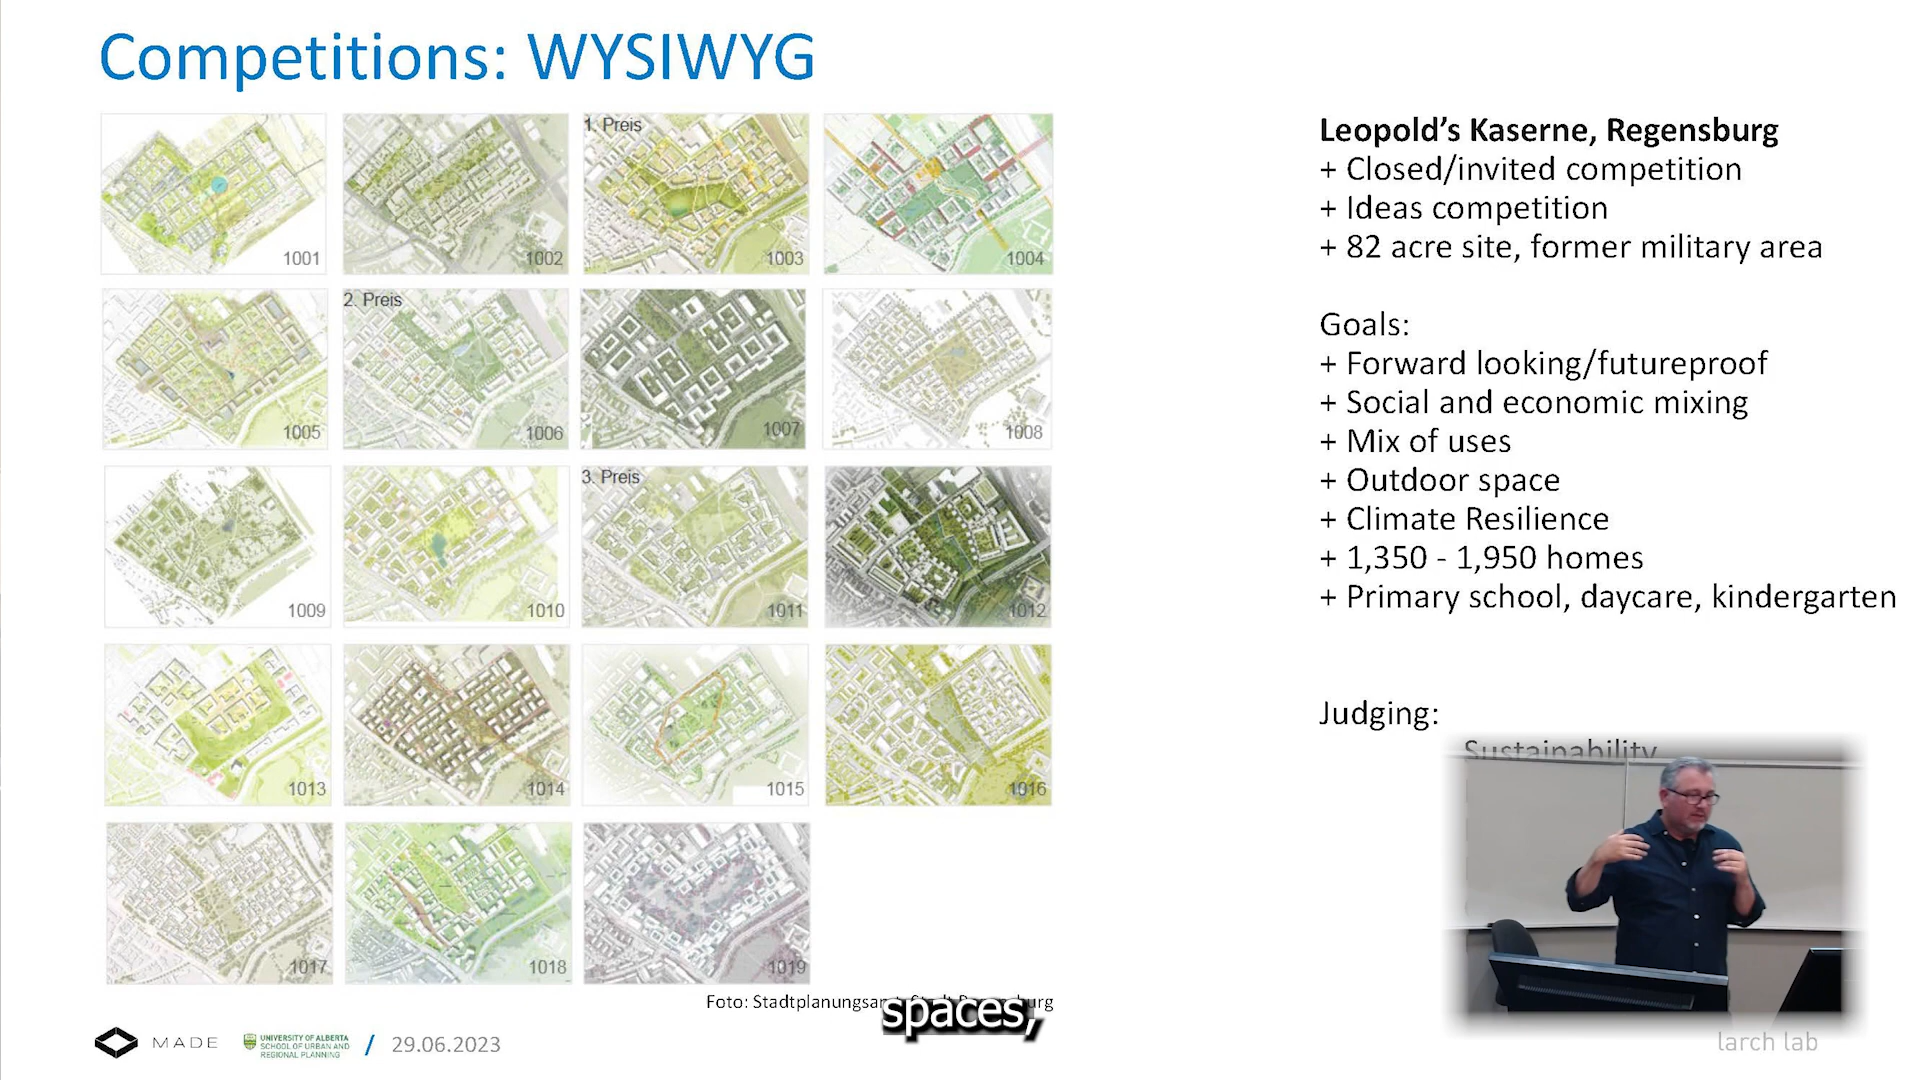 Competitions: WYSIWYG
1001
1002
1. Preis
1003
1004
1005
2. Preis
1006
1007
1008
1009
1010
3. Preis
1011
1012
1013
1014
1015
1016
1017
1018
1019
Foto: Stadtplanungsamt, Stadt Regensburg
Leopold's Kaserne, Regensburg
+ Closed/invited competition
+ Ideas competition
+ 82 acre site, former military area
Goals:
+ Forward looking/futureproof
+ Social and economic mixing
+ Mix of uses
+ Outdoor space
+ Climate Resilience
+ 1,350 - 1,950 homes
+ Primary school, daycare, kindergarten
Judging:
Sustainability
spaces,
MADE
UNIVERSITY OF ALBERTA
SCHOOL OF URBAN AND
REGIONAL PLANNING
/ 29.06.2023
larch lab